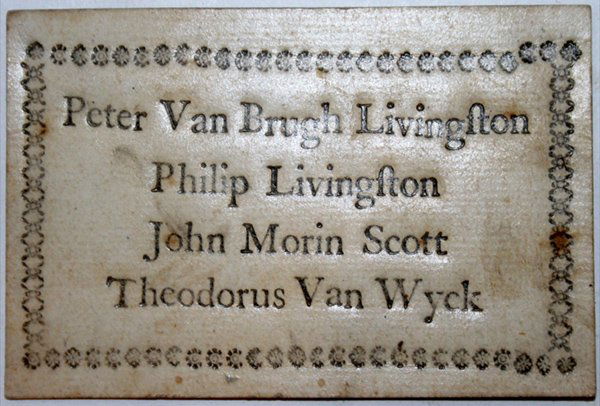 Peter Van Brugh Livingſton
Philip Livingſton
John Morin Scott
Theodorus Van Wyck